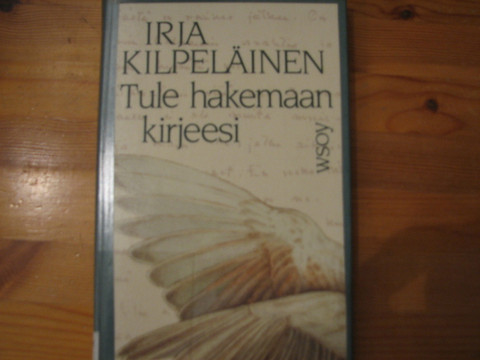 IRJA
KILPELÄINEN
Tule hakemaan
kirjeesi
WSOY